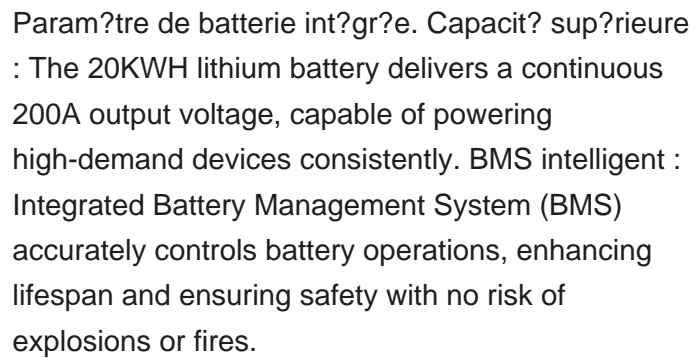 Param?tre de batterie int?gr?e. Capacit? sup?rieure
: The 20KWH lithium battery delivers a continuous
200A output voltage, capable of powering
high-demand devices consistently. BMS intelligent :
Integrated Battery Management System (BMS)
accurately controls battery operations, enhancing
lifespan and ensuring safety with no risk of
explosions or fires.